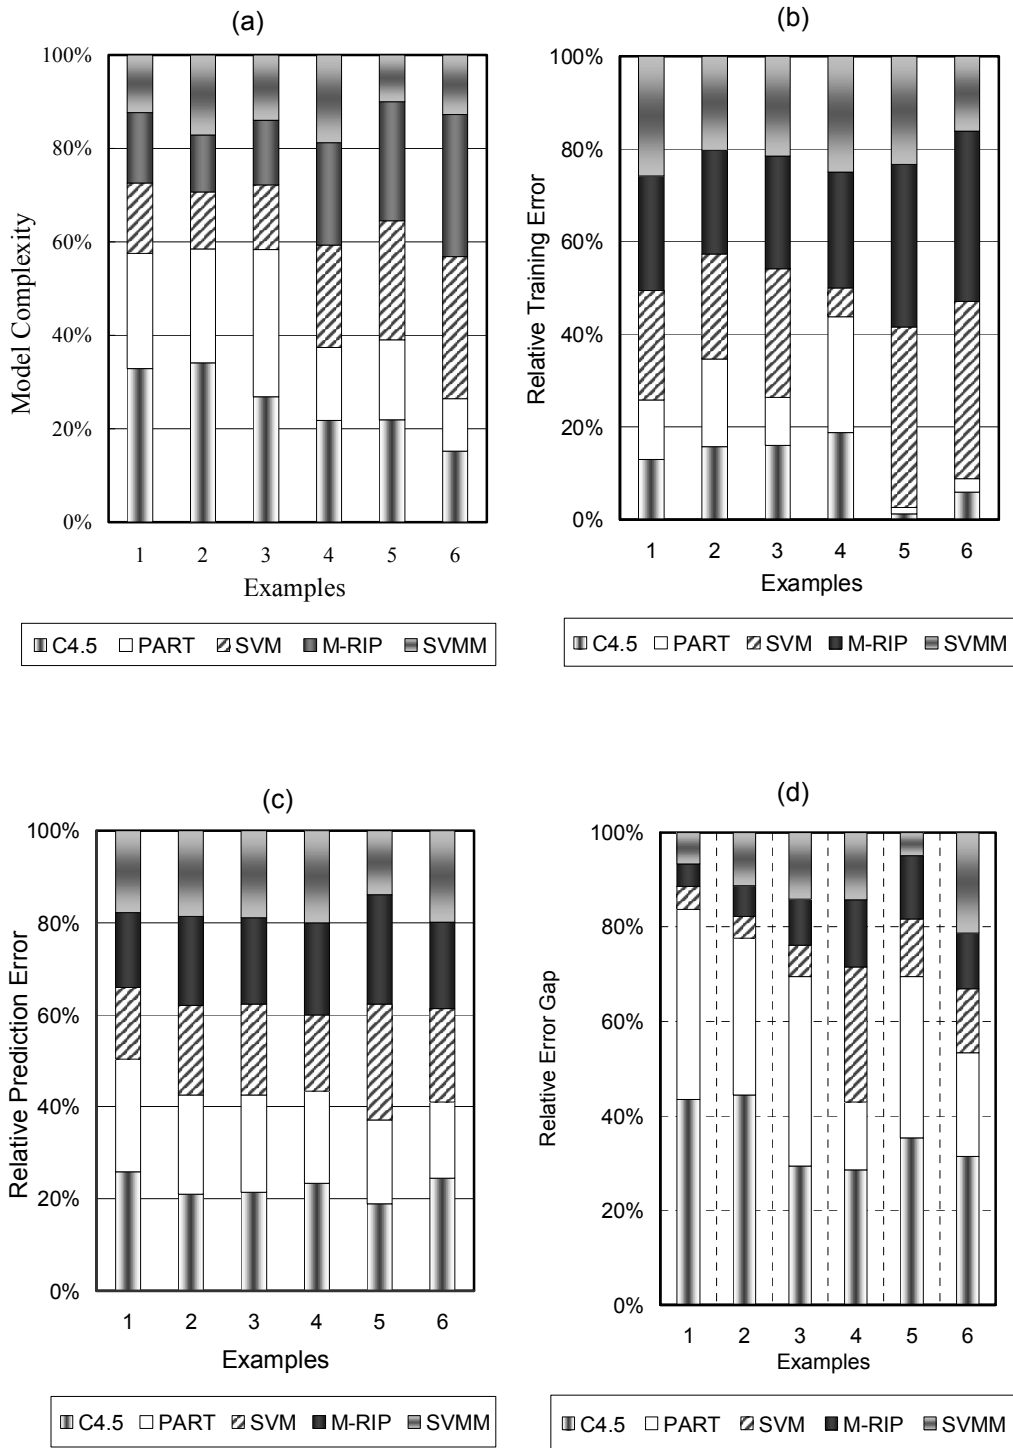 (a)
100%
80%
60%
40%
20%
0%
Model Complexity
1 2 3 4 5 6
Examples
C4.5 PART SVM M-RIP SVMM
(b)
100%
80%
60%
40%
20%
0%
Relative Training Error
1 2 3 4 5 6
Examples
C4.5 PART SVM M-RIP SVMM
(c)
100%
80%
60%
40%
20%
0%
Relative Prediction Error
1 2 3 4 5 6
Examples
C4.5 PART SVM M-RIP SVMM
(d)
100%
80%
60%
40%
20%
0%
Relative Error Gap
1 2 3 4 5 6
Examples
C4.5 PART SVM M-RIP SVMM